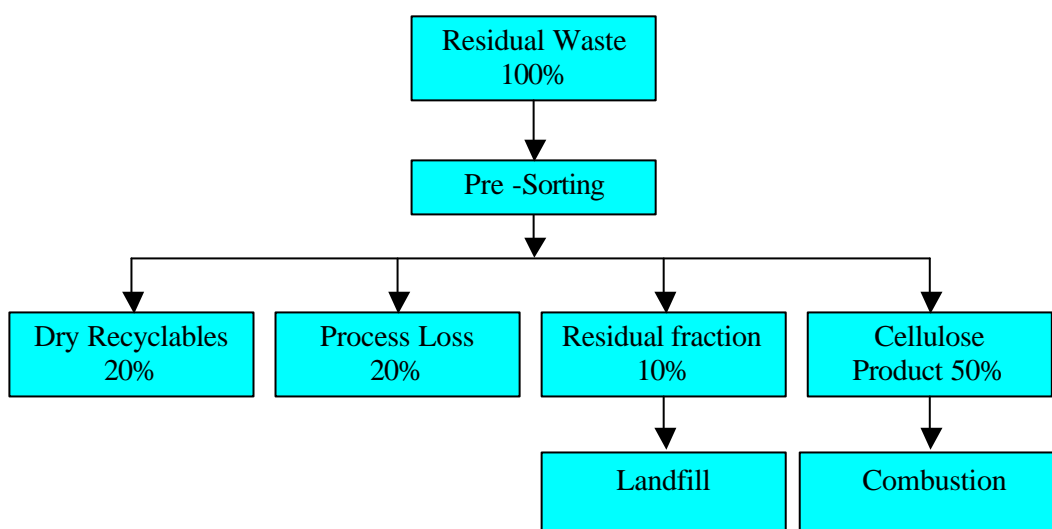 Residual Waste
100%
Pre -Sorting
Dry Recyclables
20%
Process Loss
20%
Residual fraction
10%
Cellulose
Product 50%
Landfill
Combustion